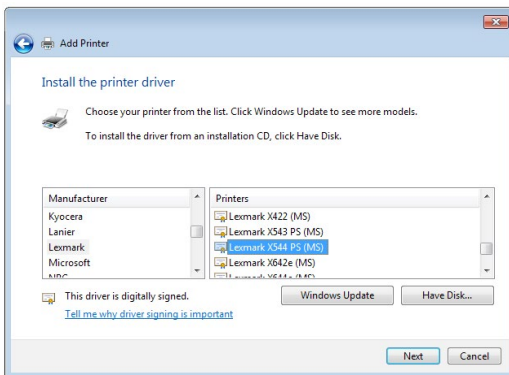 Add Printer
Install the printer driver
Choose your printer from the list. Click Windows Update to see more models.
To install the driver from an installation CD, click Have Disk.
Manufacturer
Kyocera
Lanier
Lexmark
Microsoft
Printers
Lexmark X422 (MS)
Lexmark X543 PS (MS)
Lexmark X544 PS (MS)
Lexmark X642e (MS)
This driver is digitally signed.
Tell me why driver signing is important
Windows Update
Have Disk...
Next
Cancel